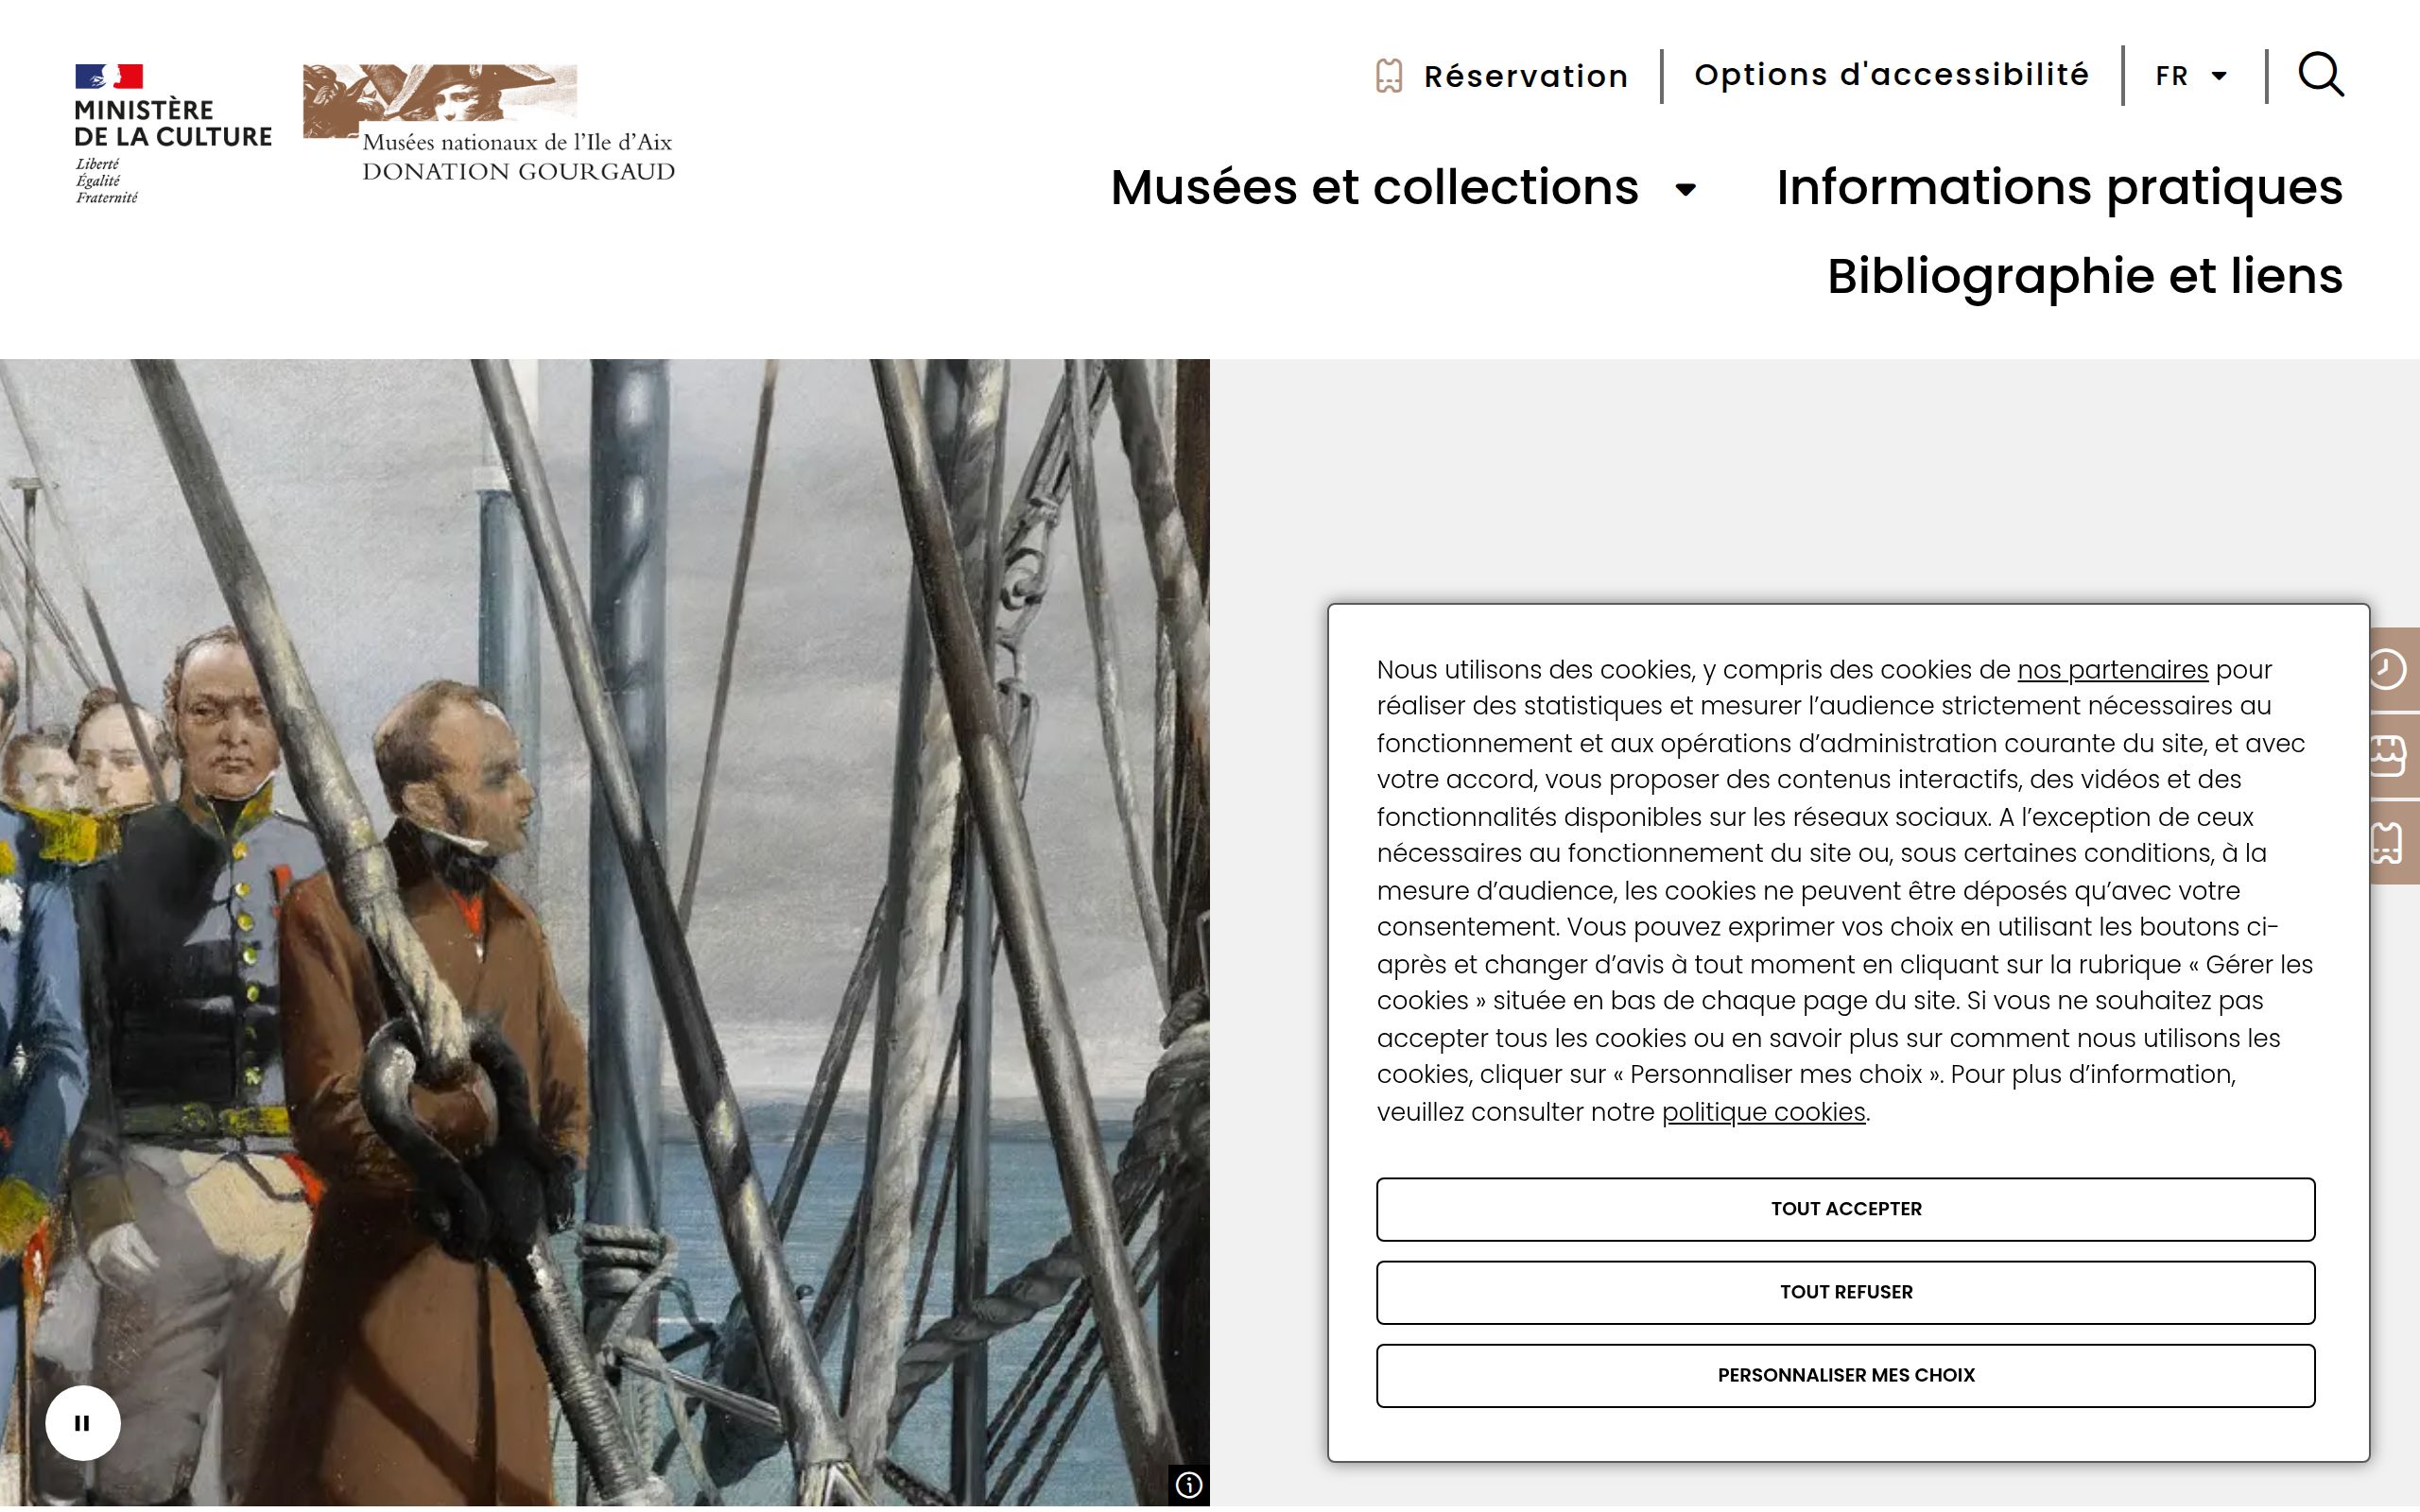 MINISTÈRE
DE LA CULTURE
Liberté
Égalité
Fraternité
Musées nationaux de l'Ile d'Aix
DONATION GOURGAUD
Réservation
Options d'accessibilité
FR
Musées et collections
Informations pratiques
Bibliographie et liens
Nous utilisons des cookies, y compris des cookies de nos partenaires pour
réaliser des statistiques et mesurer l’audience strictement nécessaires au
fonctionnement et aux opérations d’administration courante du site, et avec
votre accord, vous proposer des contenus interactifs, des vidéos et des
fonctionnalités disponibles sur les réseaux sociaux. A l’exception de ceux
nécessaires au fonctionnement du site ou, sous certaines conditions, à la
mesure d’audience, les cookies ne peuvent être déposés qu’avec votre
consentement. Vous pouvez exprimer vos choix en utilisant les boutons ci-
après et changer d’avis à tout moment en cliquant sur la rubrique « Gérer les
cookies » située en bas de chaque page du site. Si vous ne souhaitez pas
accepter tous les cookies ou en savoir plus sur comment nous utilisons les
cookies, cliquer sur « Personnaliser mes choix ». Pour plus d’information,
veuillez consulter notre politique cookies.
TOUT ACCEPTER
TOUT REFUSER
PERSONNALISER MES CHOIX